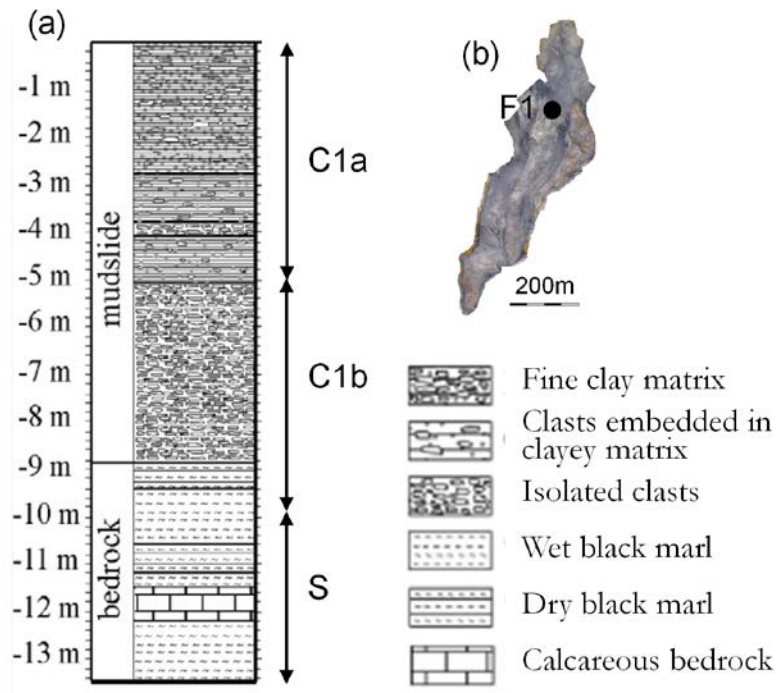 (a)
-1 m
-2 m
-3 m
-4 m
-5 m
-6 m
-7 m
-8 m
-9 m
-10 m
-11 m
-12 m
-13 m
mudslide
bedrock
C1a
C1b
S
(b)
F1
200m
Fine clay matrix
Clasts embedded in
clayey matrix
Isolated clasts
Wet black marl
Dry black marl
Calcareous bedrock